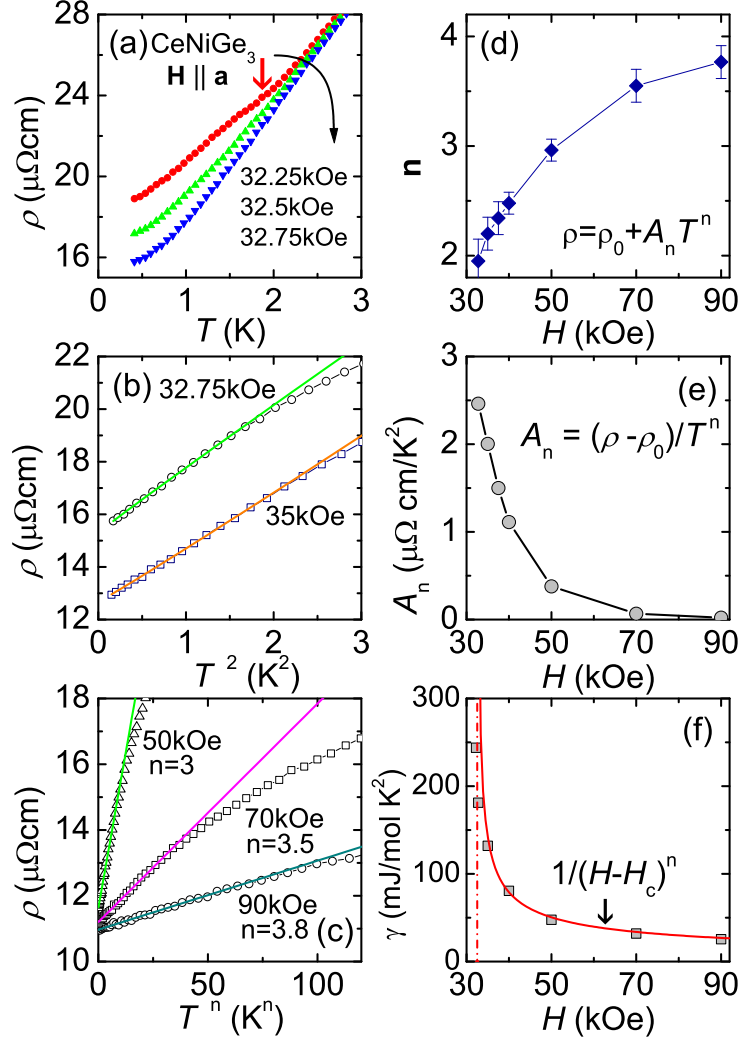 (a) CeNiGe3
H || a
32.25kOe
32.5kOe
32.75kOe
28
24
20
16
0 1 2 3
T (K)
ρ (μΩcm)
(d)
ρ=ρ0+AnT^n
4
3
2
30 40 50 60 70 80 90
H (kOe)
n
(b) 32.75kOe
35kOe
22
20
18
16
14
12
0 1 2 3
T 2 (K2)
ρ (μΩcm)
(e)
An = (ρ -ρ0)/T^n
3
2
1
0
30 40 50 60 70 80 90
H (kOe)
An (μΩ cm/K2)
50kOe
n=3
70kOe
n=3.5
90kOe
n=3.8 (c)
18
16
14
12
10
0 50 100
T n (Kn)
ρ (μΩcm)
(f)
1/(H-Hc)^n
300
200
100
0
30 40 50 60 70 80 90
H (kOe)
γ (mJ/mol K2)